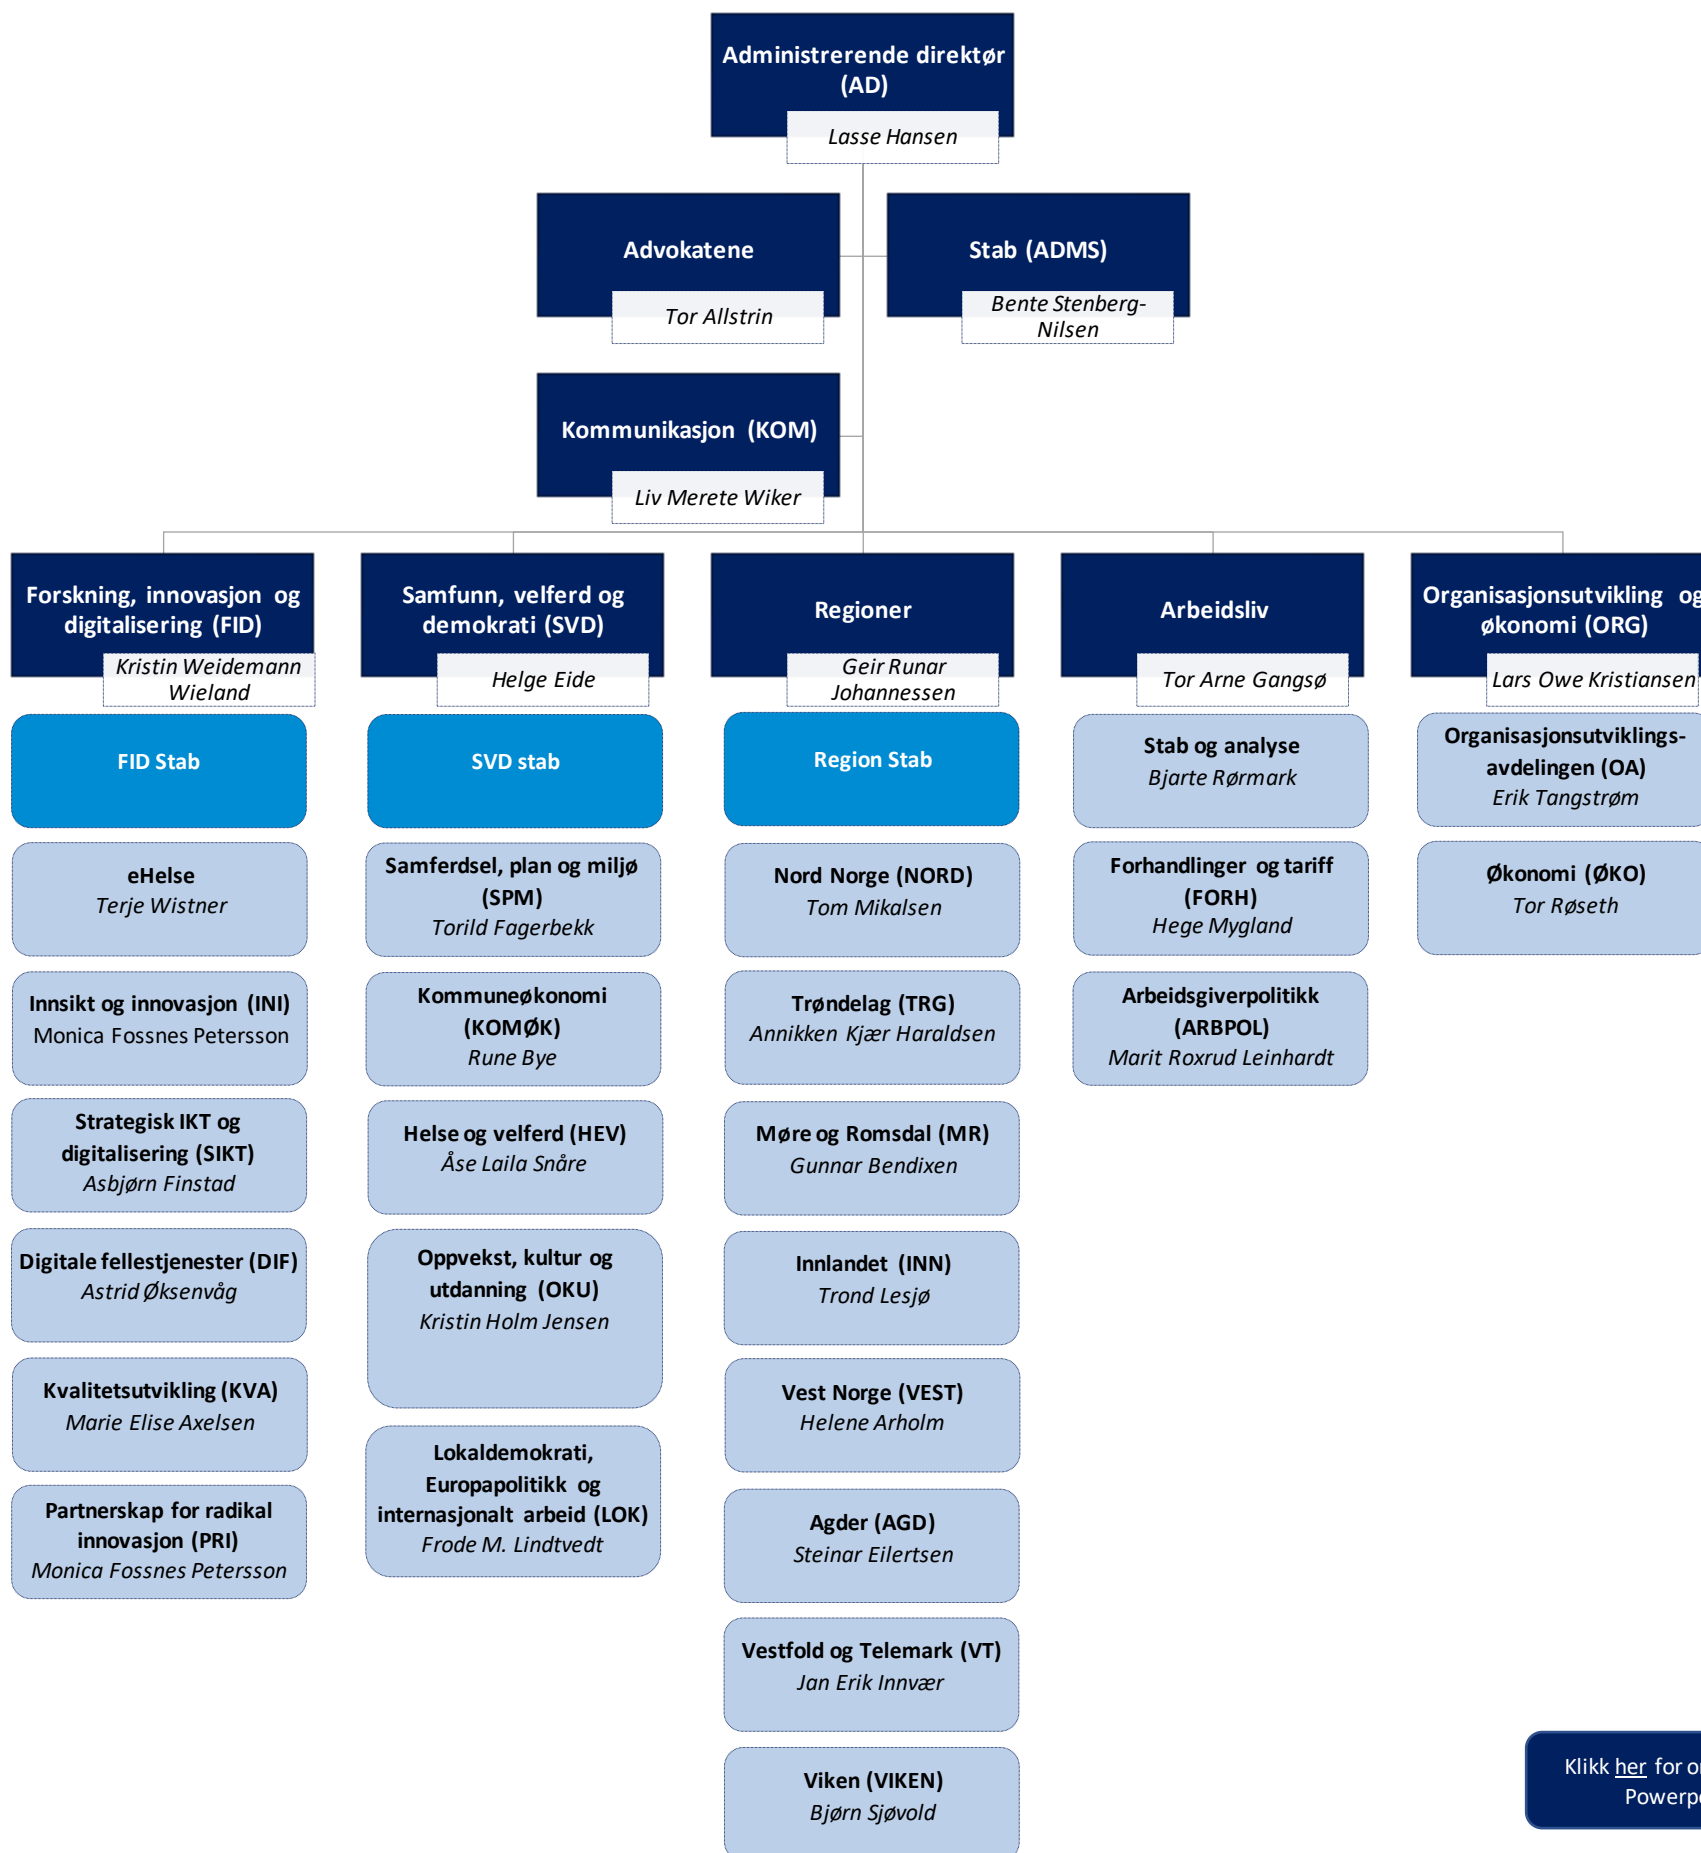 Administrerende direktør
(AD)
Lasse Hansen
Advokatene
Tor Allstrin
Stab (ADMS)
Bente Stenberg-
Nilsen
Kommunikasjon (KOM)
Liv Merete Wiker
Forskning, innovasjon og
digitalisering (FID)
Kristin Weidemann
Wieland
FID Stab
eHelse
Terje Wistner
Innsikt og innovasjon (INI)
Monica Fossnes Petersson
Strategisk IKT og
digitalisering (SIKT)
Asbjørn Finstad
Digitale fellestjenester (DIF)
Astrid Øksenvåg
Kvalitetsutvikling (KVA)
Marie Elise Axelsen
Partnerskap for radikal
innovasjon (PRI)
Monica Fossnes Petersson
Samfunn, velferd og
demokrati (SVD)
Helge Eide
SVD stab
Samferdsel, plan og miljø
(SPM)
Torild Fagerbekk
Kommuneøkonomi
(KOMØK)
Rune Bye
Helse og velferd (HEV)
Åse Laila Snåre
Oppvekst, kultur og
utdanning (OKU)
Kristin Holm Jensen
Lokaldemokrati,
Europapolitikk og
internasjonalt arbeid (LOK)
Frode M. Lindtvedt
Regioner
Geir Runar
Johannessen
Region Stab
Nord Norge (NORD)
Tom Mikalsen
Trøndelag (TRG)
Annikken Kjær Haraldsen
Møre og Romsdal (MR)
Gunnar Bendixen
Innlandet (INN)
Trond Lesjø
Vest Norge (VEST)
Helene Arholm
Agder (AGD)
Steinar Eilertsen
Vestfold og Telemark (VT)
Jan Erik Innvær
Viken (VIKEN)
Bjørn Sjøvold
Arbeidsliv
Tor Arne Gangsø
Stab og analyse
Bjarte Rørmark
Forhandlinger og tariff
(FORH)
Hege Mygland
Arbeidsgiverpolitikk
(ARBPOL)
Marit Roxrud Leinhardt
Organisasjonsutvikling og
økonomi (ORG)
Lars Owe Kristiansen
Organisasjonsutviklings-
avdelingen (OA)
Erik Tangstrøm
Økonomi (ØKO)
Tor Røseth
Klikk her for